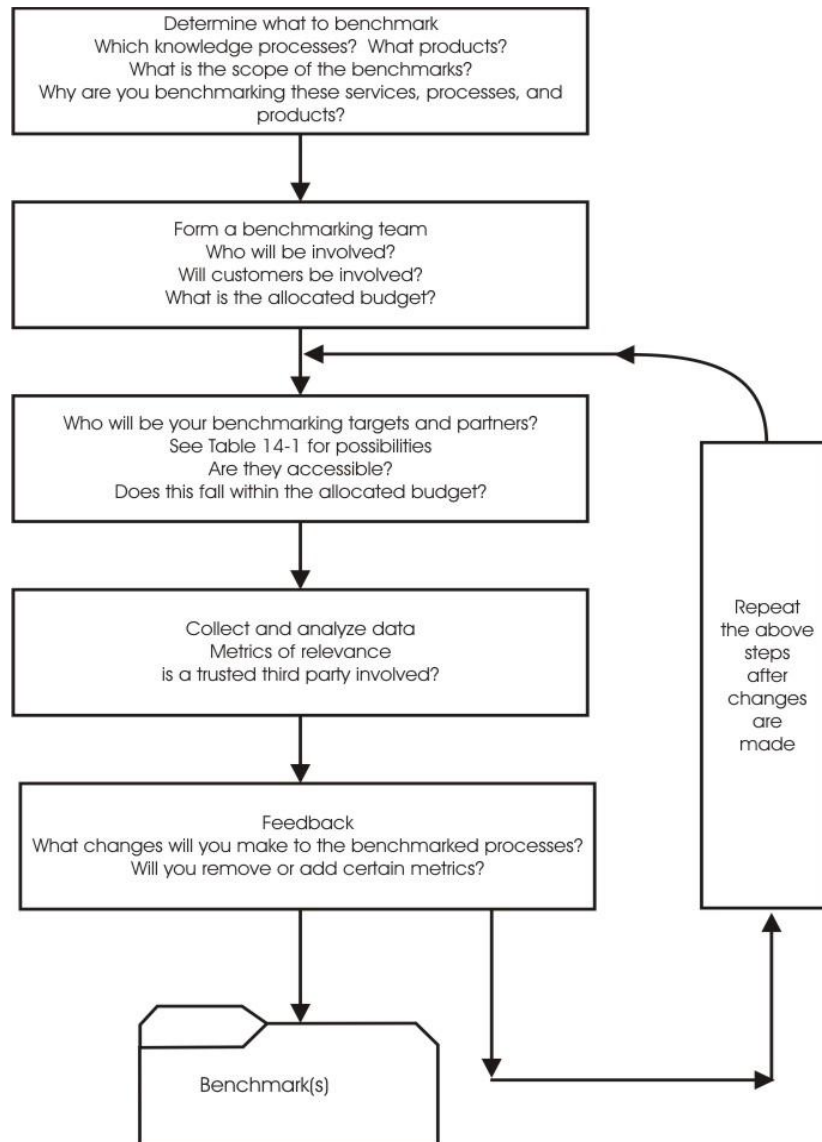 Determine what to benchmark
Which knowledge processes? What products?
What is the scope of the benchmarks?
Why are you benchmarking these services, processes, and
products?
Form a benchmarking team
Who will be involved?
Will customers be involved?
What is the allocated budget?
Who will be your benchmarking targets and partners?
See Table 14-1 for possibilities
Are they accessible?
Does this fall within the allocated budget?
Collect and analyze data
Metrics of relevance
is a trusted third party involved?
Feedback
What changes will you make to the benchmarked processes?
Will you remove or add certain metrics?
Benchmark(s)
Repeat
the above
steps
after
changes
are
made